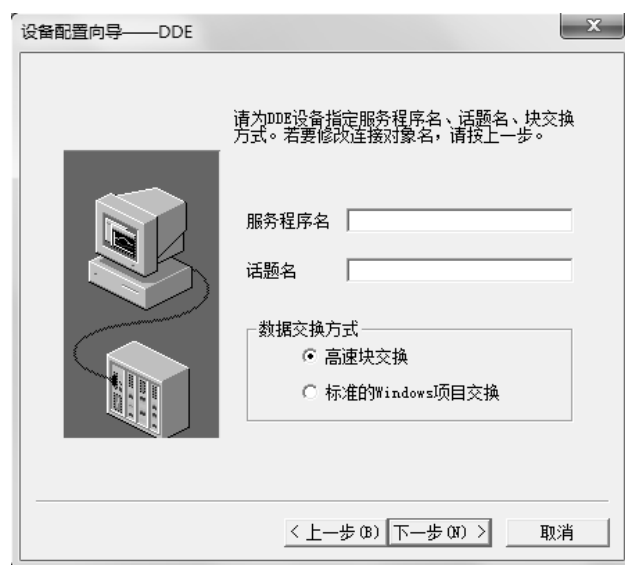 设备配置向导——DDE
请为DDE设备指定服务程序名、话题名、块交换
方式。若要修改连接对象名，请按上一步。
服务程序名
话题名
数据交换方式
高速块交换
标准的Windows项目交换
< 上一步(B)
下一步(N) >
取消